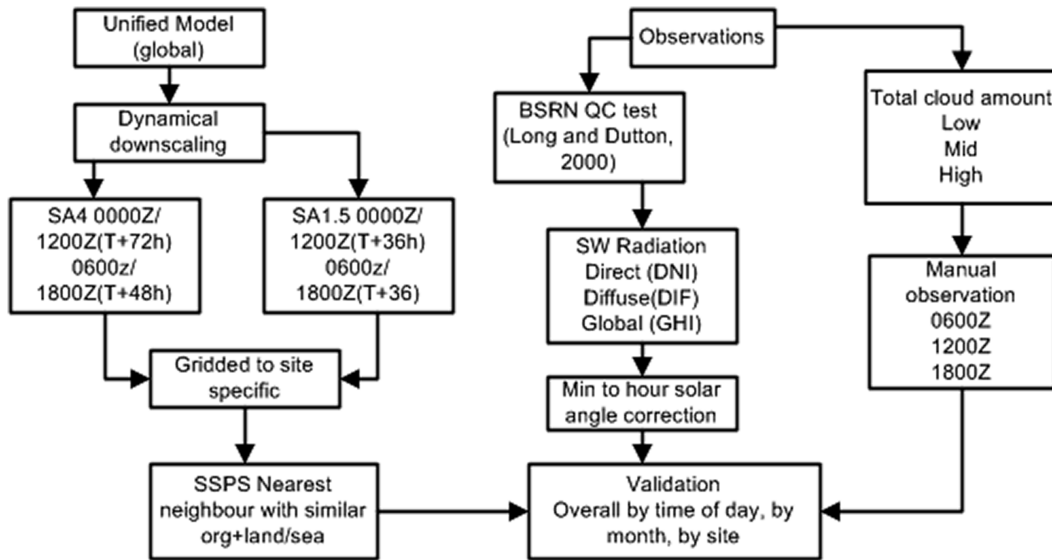 Unified Model
(global)
Dynamical
downscaling
SA4 0000Z/
1200Z(T+72h)
0600z/
1800Z(T+48h)
SA1.5 0000Z/
1200Z(T+36h)
0600z/
1800Z(T+36)
Gridded to site
specific
SSPS Nearest
neighbour with similar
org+land/sea
Observations
BSRN QC test
(Long and Dutton,
2000)
SW Radiation
Direct (DNI)
Diffuse(DIF)
Global (GHI)
Min to hour solar
angle correction
Total cloud amount
Low
Mid
High
Manual
observation
0600Z
1200Z
1800Z
Validation
Overall by time of day, by
month, by site